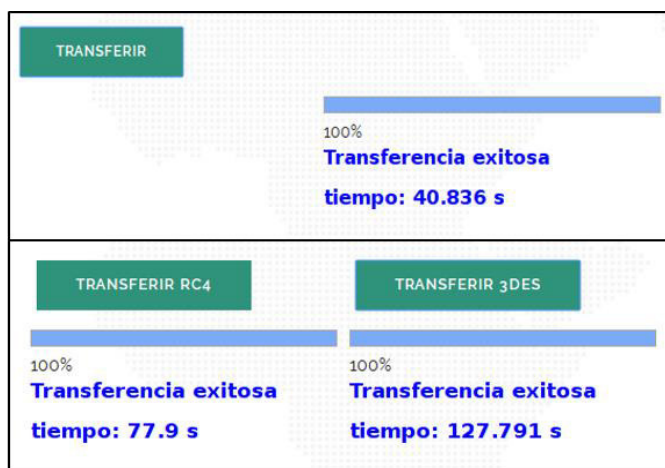 TRANSFERIR
100%
Transferencia exitosa
tiempo: 40.836 s
TRANSFERIR RC4
100%
Transferencia exitosa
tiempo: 77.9 s
TRANSFERIR 3DES
100%
Transferencia exitosa
tiempo: 127.791 s